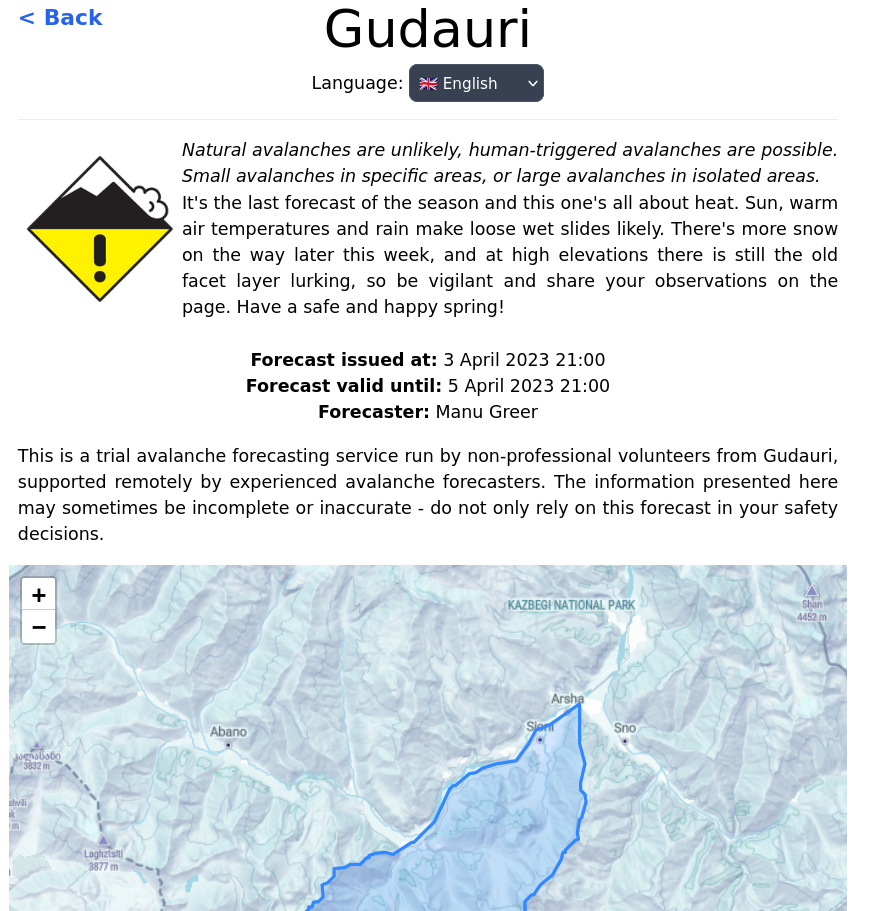 < Back
Gudauri
Language: 🇬🇧 English
Natural avalanches are unlikely, human-triggered avalanches are possible.
Small avalanches in specific areas, or large avalanches in isolated areas.
It's the last forecast of the season and this one's all about heat. Sun, warm
air temperatures and rain make loose wet slides likely. There's more snow
on the way later this week, and at high elevations there is still the old
facet layer lurking, so be vigilant and share your observations on the
page. Have a safe and happy spring!
Forecast issued at: 3 April 2023 21:00
Forecast valid until: 5 April 2023 21:00
Forecaster: Manu Greer
This is a trial avalanche forecasting service run by non-professional volunteers from Gudauri,
supported remotely by experienced avalanche forecasters. The information presented here
may sometimes be incomplete or inaccurate - do not only rely on this forecast in your safety
decisions.
+
−
KAZBEGI NATIONAL PARK
Shan
4452 m
Arsha
Sioni
Sno
Abano
3832 m
Laghztsiti
3877 m